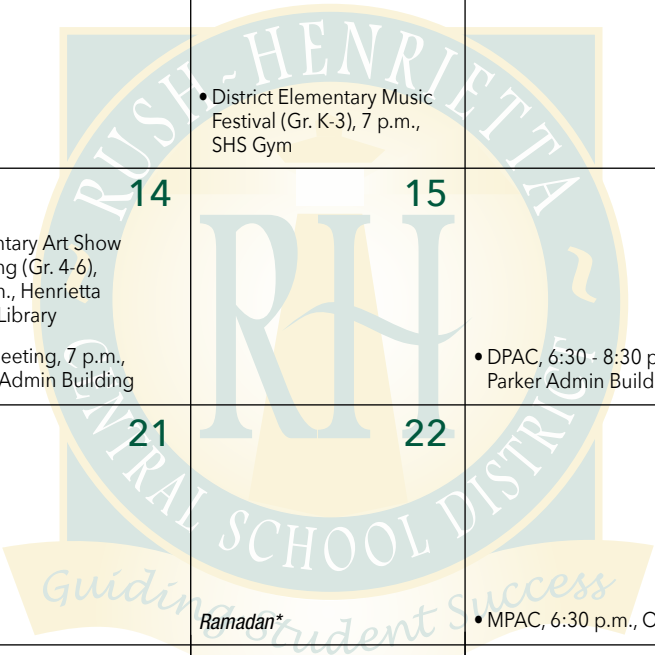 • District Elementary Music
Festival (Gr. K-3), 7 p.m.,
SHS Gym
14
ntary Art Show
ng (Gr. 4-6),
n., Henrietta
Library
eeting, 7 p.m.,
Admin Building
15
• DPAC, 6:30 - 8:30 p
Parker Admin Build
21
22
Ramadan*
• MPAC, 6:30 p.m., C
RUSH~HENRIETTA
RH
CENTRAL SCHOOL DISTRICT
Guiding Student Success